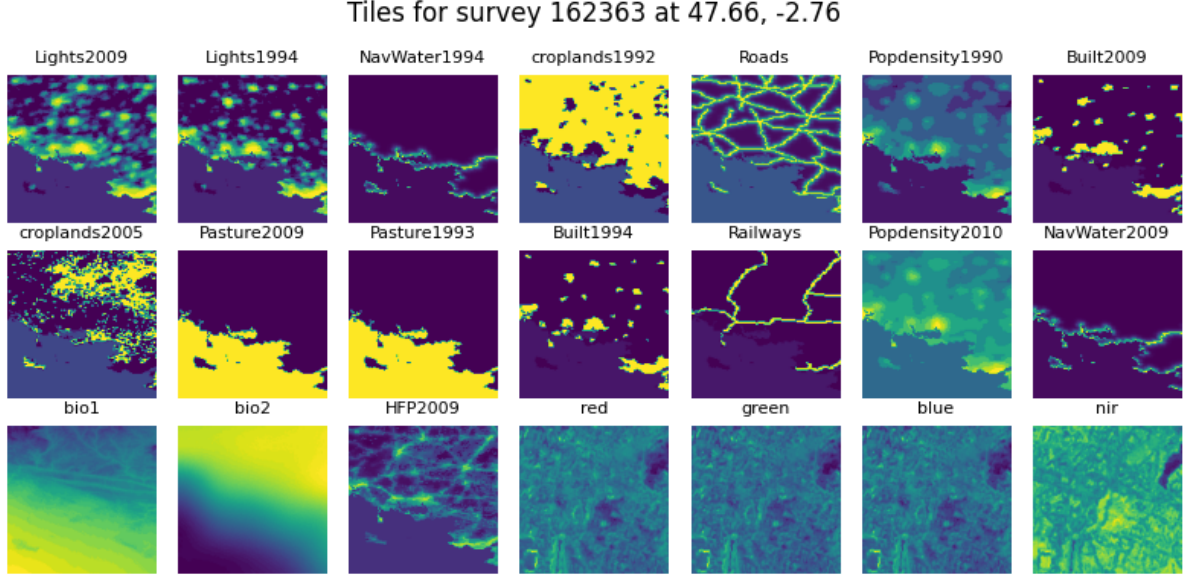 Tiles for survey 162363 at 47.66, -2.76
Lights2009 Lights1994 NavWater1994 croplands1992 Roads Popdensity1990 Built2009
croplands2005 Pasture2009 Pasture1993 Built1994 Railways Popdensity2010 NavWater2009
bio1 bio2 HFP2009 red green blue nir